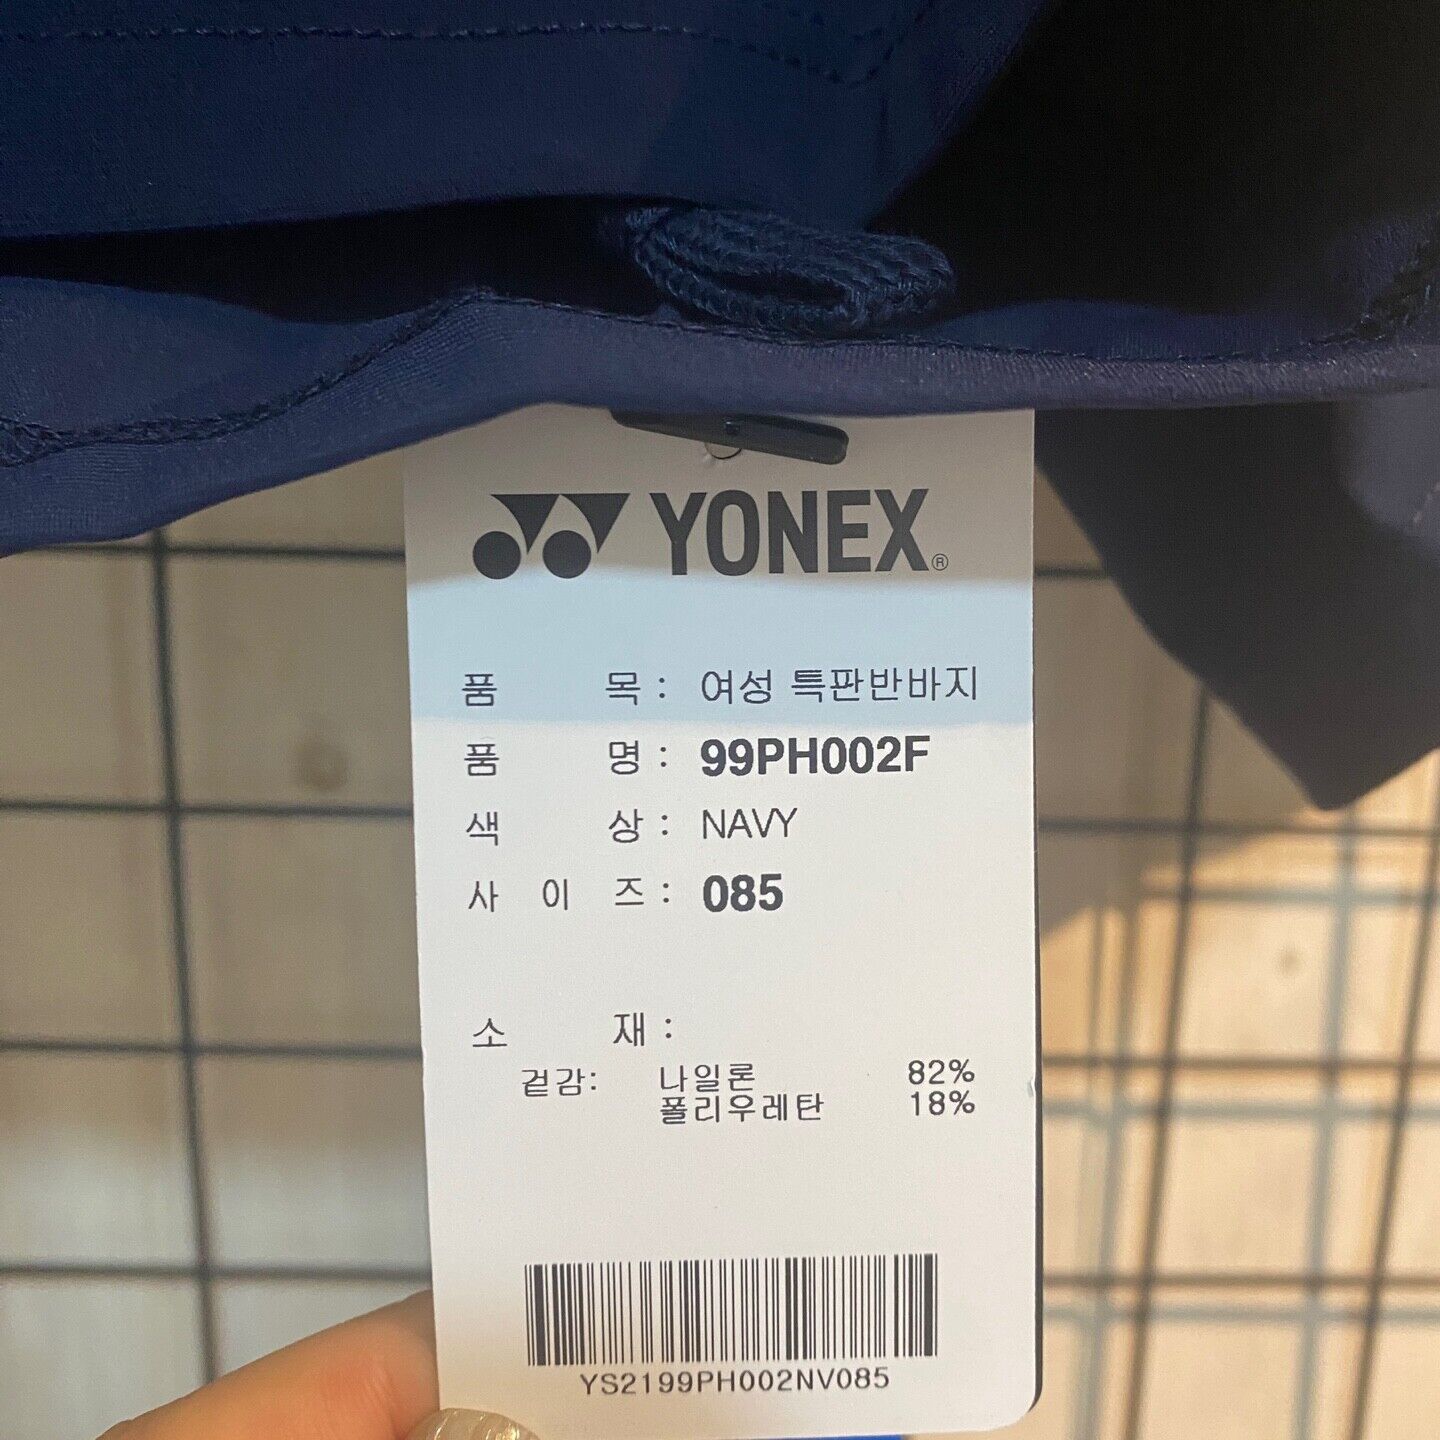 YONEX®
품 목 : 여성 특판반바지
품 명 : 99PH002F
색 상 : NAVY
사 이 즈 : 085
소 재 :
겉감: 나일론 82%
폴리우레탄 18%
YS2199PH002NV085